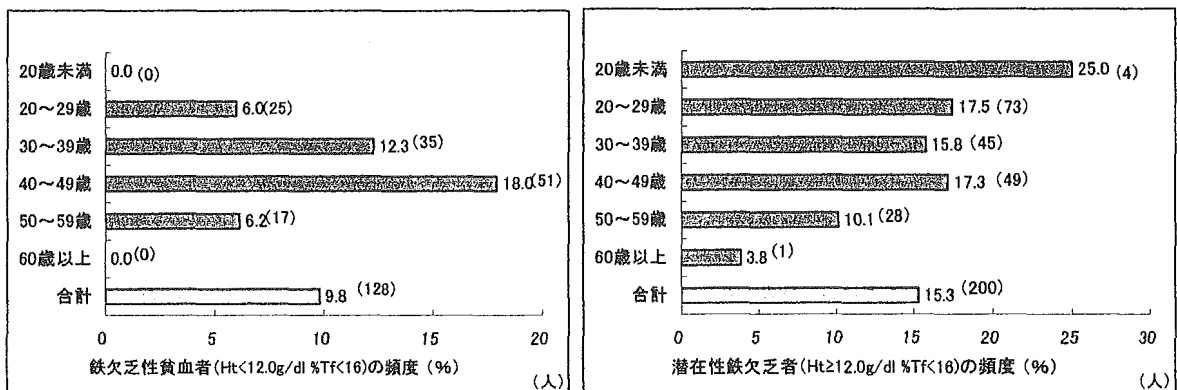 20歳未満 0.0 (0)
20～29歳 6.0(25)
30～39歳 12.3 (35)
40～49歳 18.0(51)
50～59歳 6.2(17)
60歳以上 0.0(0)
合計 9.8 (128)
0 5 10 15 20
鉄欠乏性貧血者(Ht<12.0g/dl %Tf<16)の頻度 (%)
(人)
20歳未満 25.0 (4)
20～29歳 17.5 (73)
30～39歳 15.8 (45)
40～49歳 17.3 (49)
50～59歳 10.1 (28)
60歳以上 3.8 (1)
合計 15.3 (200)
0 5 10 15 20 25 30
潜在性鉄欠乏者(Ht≥12.0g/dl %Tf<16)の頻度 (%)
(人)